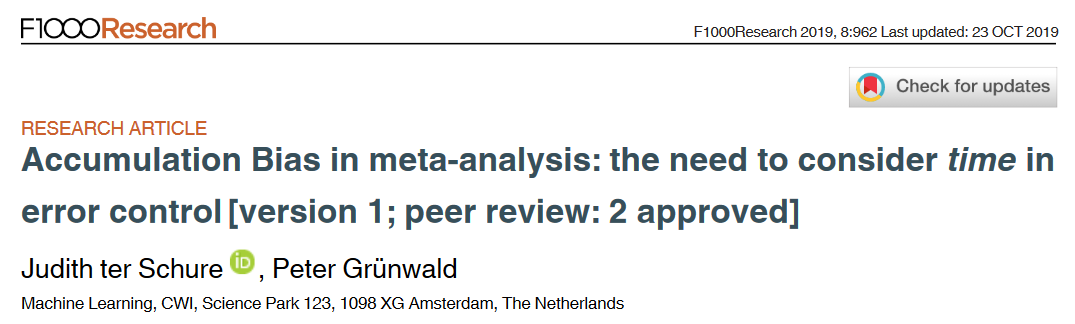 F1000Research
F1000Research 2019, 8:962 Last updated: 23 OCT 2019
Check for updates
RESEARCH ARTICLE
Accumulation Bias in meta-analysis: the need to consider time in
error control [version 1; peer review: 2 approved]
Judith ter Schure iD , Peter Grünwald
Machine Learning, CWI, Science Park 123, 1098 XG Amsterdam, The Netherlands